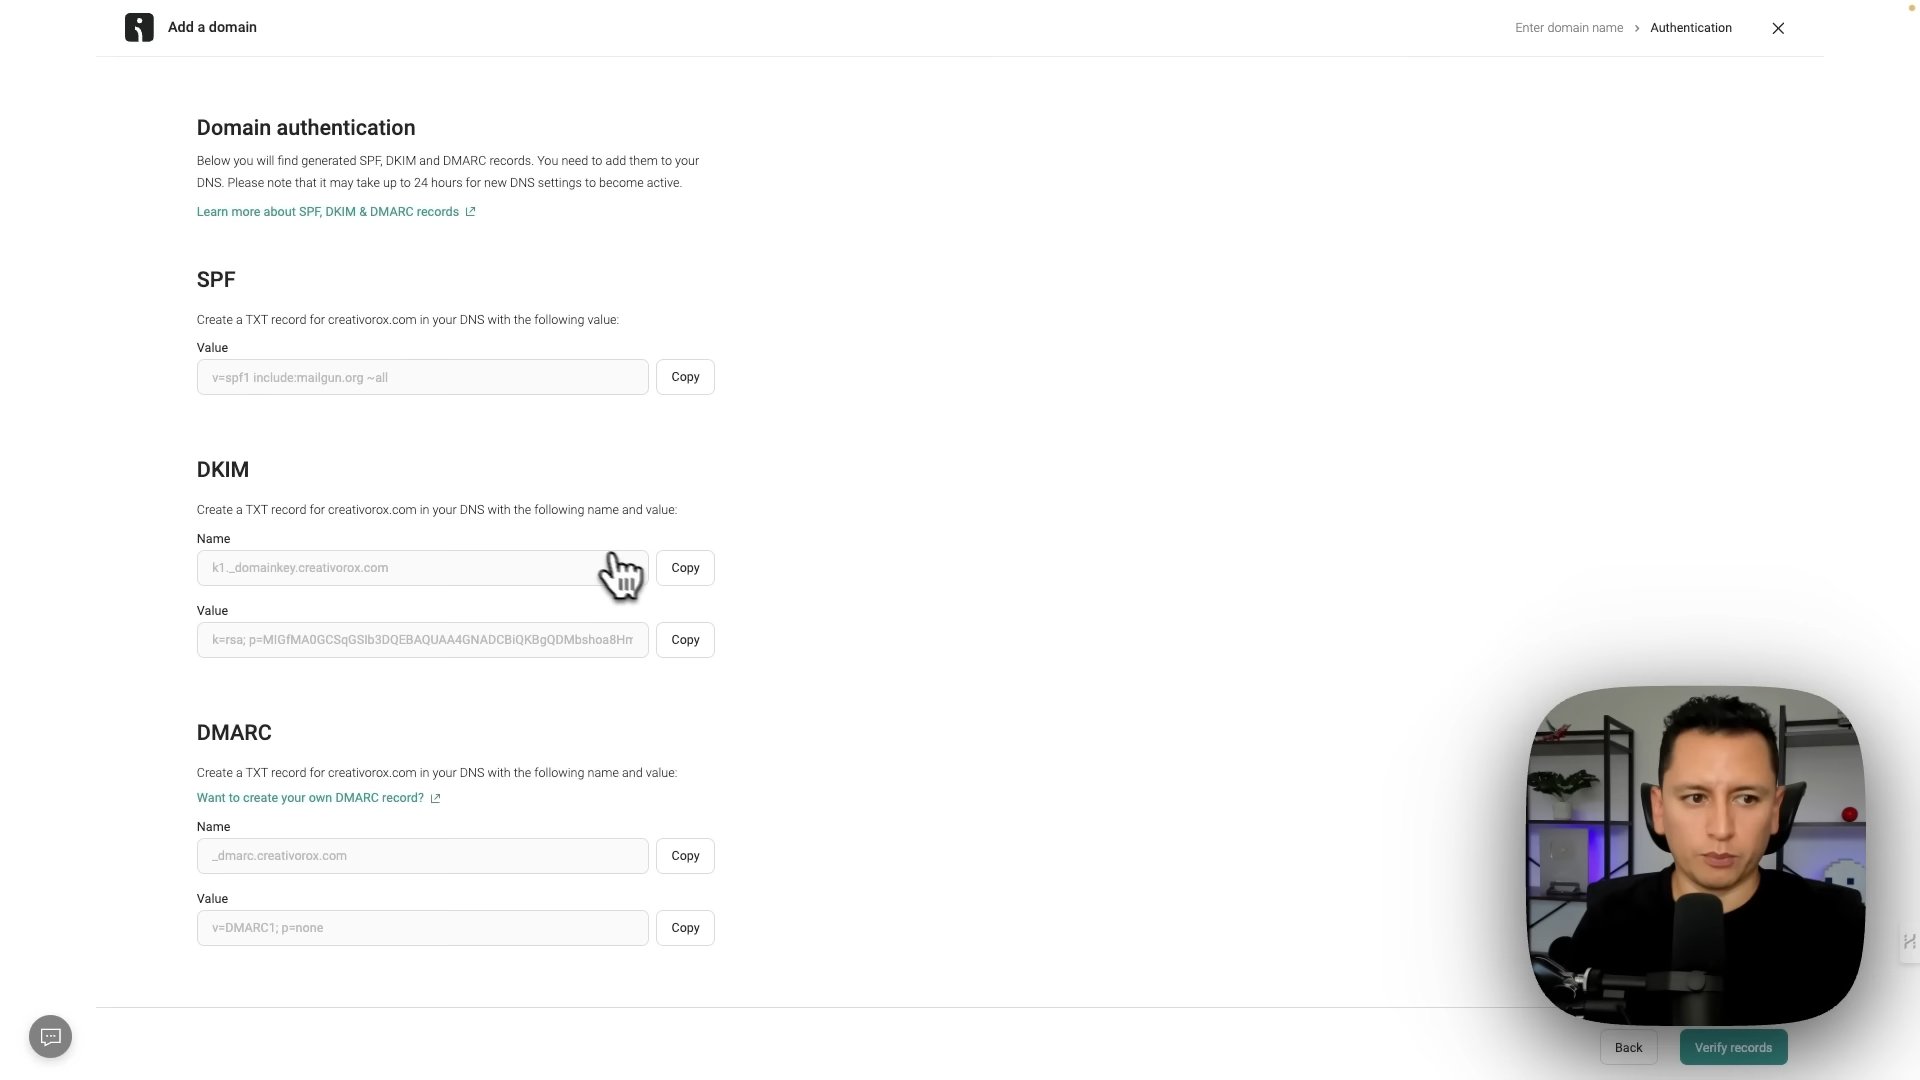 Add a domain
Enter domain name > Authentication
Domain authentication
Below you will find generated SPF, DKIM and DMARC records. You need to add them to your
DNS. Please note that it may take up to 24 hours for new DNS settings to become active.
Learn more about SPF, DKIM & DMARC records
SPF
Create a TXT record for creativorox.com in your DNS with the following value:
Value
v=spf1 include:mailgun.org ~all
Copy
DKIM
Create a TXT record for creativorox.com in your DNS with the following name and value:
Name
k1._domainkey.creativorox.com
Copy
Value
k=rsa; p=MIGfMA0GCSqGSIb3DQEBAQUAA4GNADCBiQKBgQDMbshoa8Hm
Copy
DMARC
Create a TXT record for creativorox.com in your DNS with the following name and value:
Want to create your own DMARC record?
Name
_dmarc.creativorox.com
Copy
Value
v=DMARC1; p=none
Copy
Back
Verify records